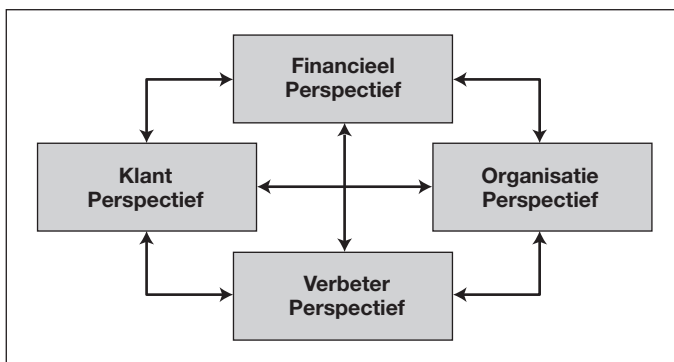 Financieel
Perspectief
Klant
Perspectief
Organisatie
Perspectief
Verbeter
Perspectief